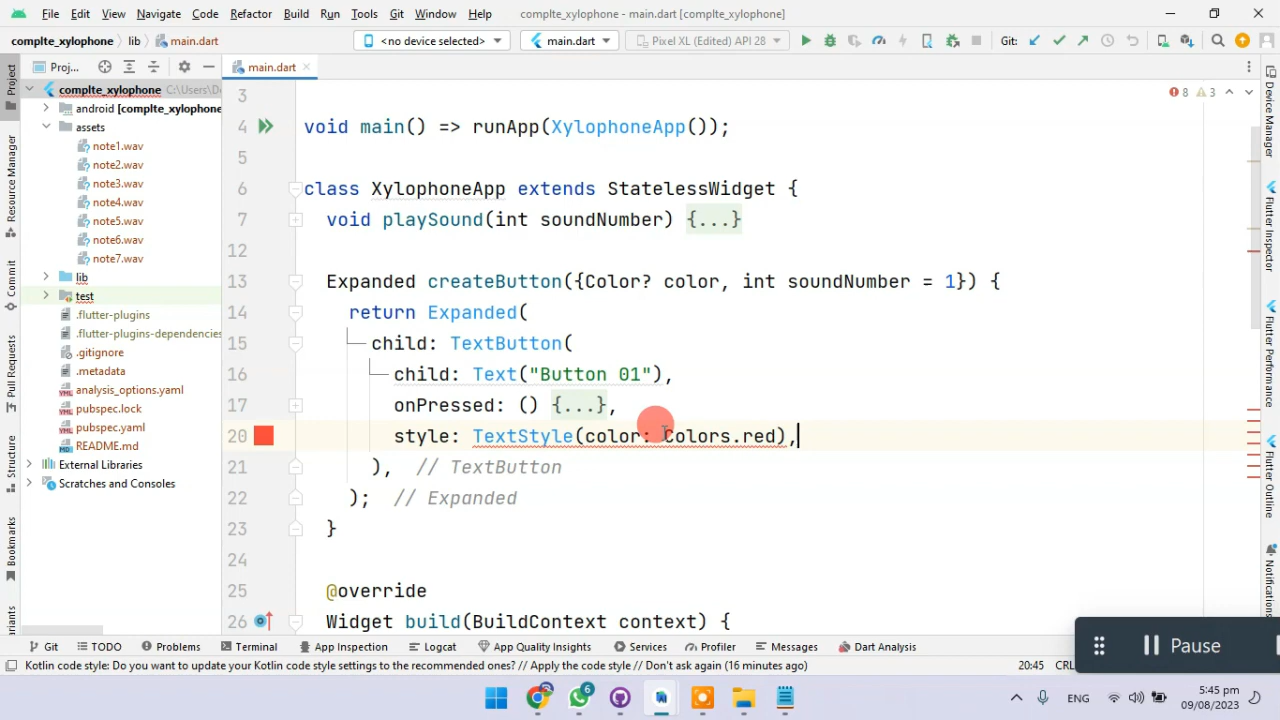 File Edit View Navigate Code Refactor Build Run Tools Git Window Help complte_xylophone - main.dart [complte_xylophone]
complte_xylophone lib main.dart <no device selected> main.dart Pixel XL (Edited) API 28 Git:
Proj... main.dart
complte_xylophone C:\Users\De
android [complte_xylophone
assets
note1.wav
note2.wav
note3.wav
note4.wav
note5.wav
note6.wav
note7.wav
lib
test
.flutter-plugins
.flutter-plugins-dependencies
.gitignore
.metadata
analysis_options.yaml
pubspec.lock
pubspec.yaml
README.md
External Libraries
Scratches and Consoles
Project
Resource Manager
Commit
Pull Requests
Structure
Bookmarks
ariants
8 3
3
4 void main() => runApp(XylophoneApp());
5
6 class XylophoneApp extends StatelessWidget {
7 void playSound(int soundNumber) {...}
12
13 Expanded createButton({Color? color, int soundNumber = 1}) {
14 return Expanded(
15 child: TextButton(
16 child: Text("Button 01"),
17 onPressed: () {...},
20 style: TextStyle(color: Colors.red),
21 ), // TextButton
22 ); // Expanded
23 }
24
25 @override
26 Widget build(BuildContext context) {
Device Manager
Flutter Inspector
Flutter Performance
Flutter Outline
Notifications
Pause
Git TODO Problems Terminal App Inspection Logcat App Quality Insights Services Profiler Messages Dart Analysis
Kotlin code style: Do you want to update your Kotlin code style settings to the recommended ones? // Apply the code style // Don't ask again (16 minutes ago) 20:45 CRL
6
ENG
5:45 pm
09/08/2023